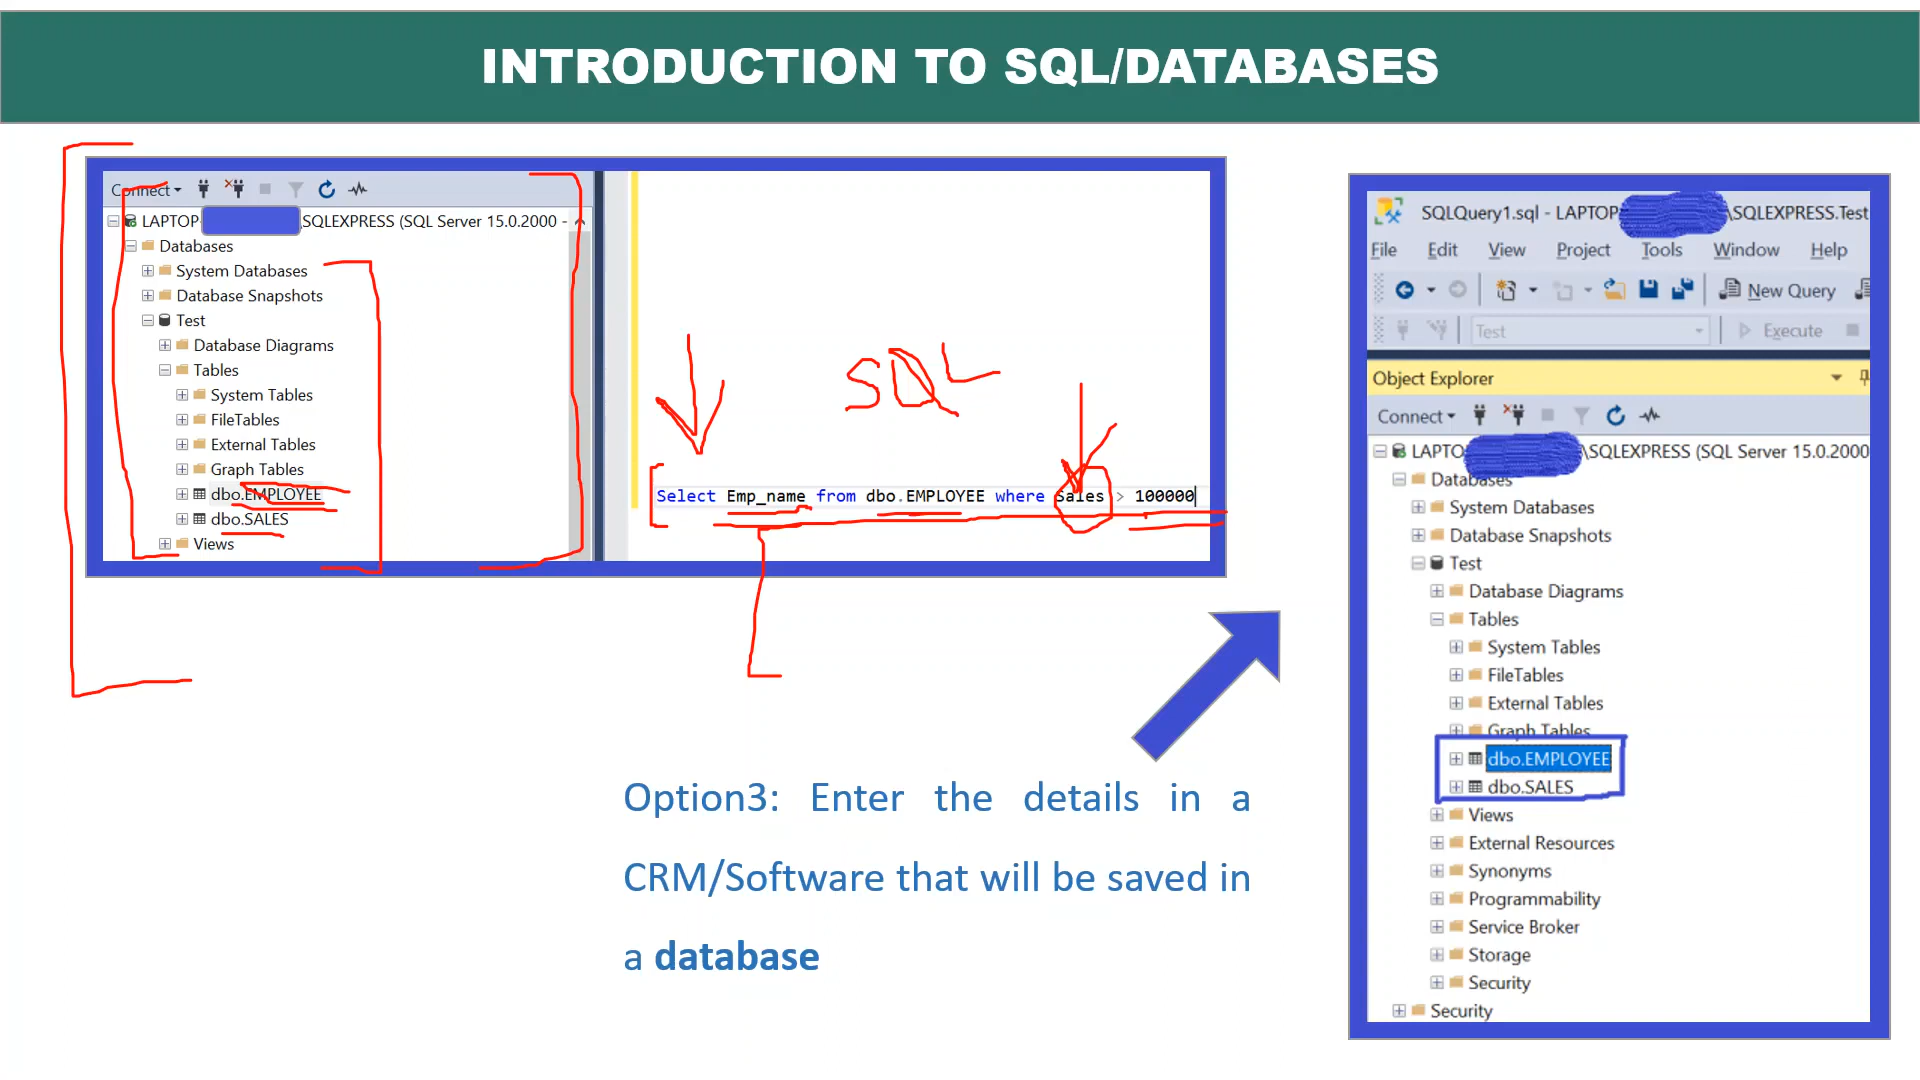 INTRODUCTION TO SQL/DATABASES
Connect
LAPTOP-
\SQLEXPRESS (SQL Server 15.0.2000 -
Databases
System Databases
Database Snapshots
Test
Database Diagrams
Tables
System Tables
FileTables
External Tables
Graph Tables
dbo.EMPLOYEE
dbo.SALES
Views
SQL
Select Emp_name from dbo.EMPLOYEE where Sales > 100000
Option3: Enter the details in a
CRM/Software that will be saved in
a database
SQLQuery1.sql - LAPTOP
\SQLEXPRESS.Test
File Edit View Project Tools Window Help
New Query
Test
Execute
Object Explorer
Connect
LAPTO
\SQLEXPRESS (SQL Server 15.0.2000
Databases
System Databases
Database Snapshots
Test
Database Diagrams
Tables
System Tables
FileTables
External Tables
Graph Tables
dbo.EMPLOYEE
dbo.SALES
Views
External Resources
Synonyms
Programmability
Service Broker
Storage
Security
Security